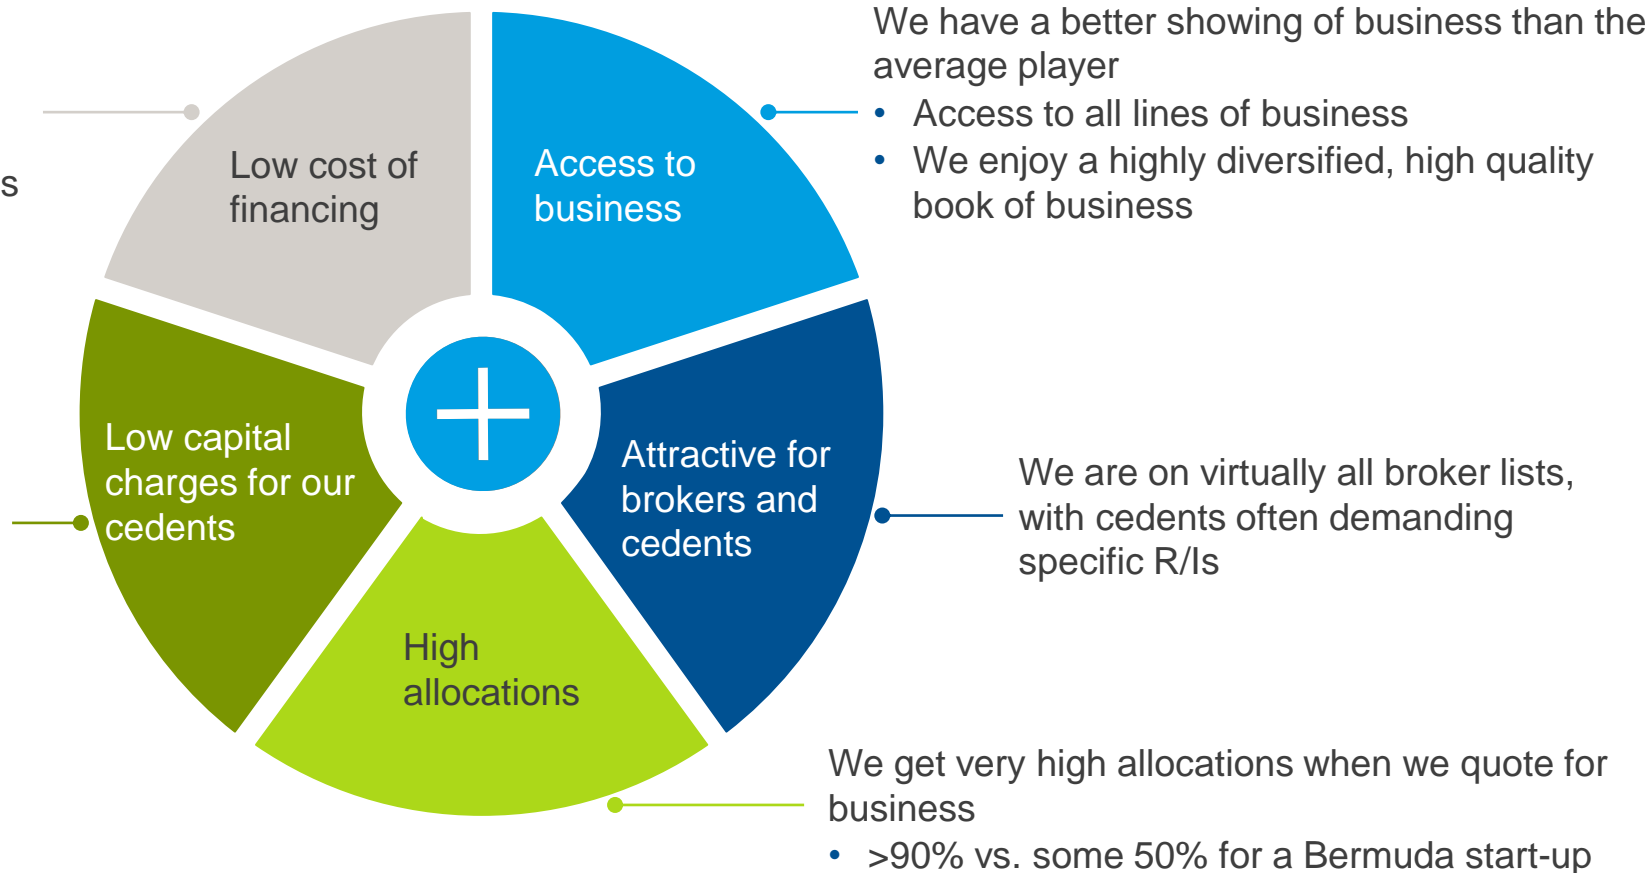 s
Low cost of
financing
Access to
business
We have a better showing of business than the
average player
• Access to all lines of business
• We enjoy a highly diversified, high quality
book of business
Low capital
charges for our
cedents
Attractive for
brokers and
cedents
We are on virtually all broker lists,
with cedents often demanding
specific R/Is
High
allocations
We get very high allocations when we quote for
business
• >90% vs. some 50% for a Bermuda start-up